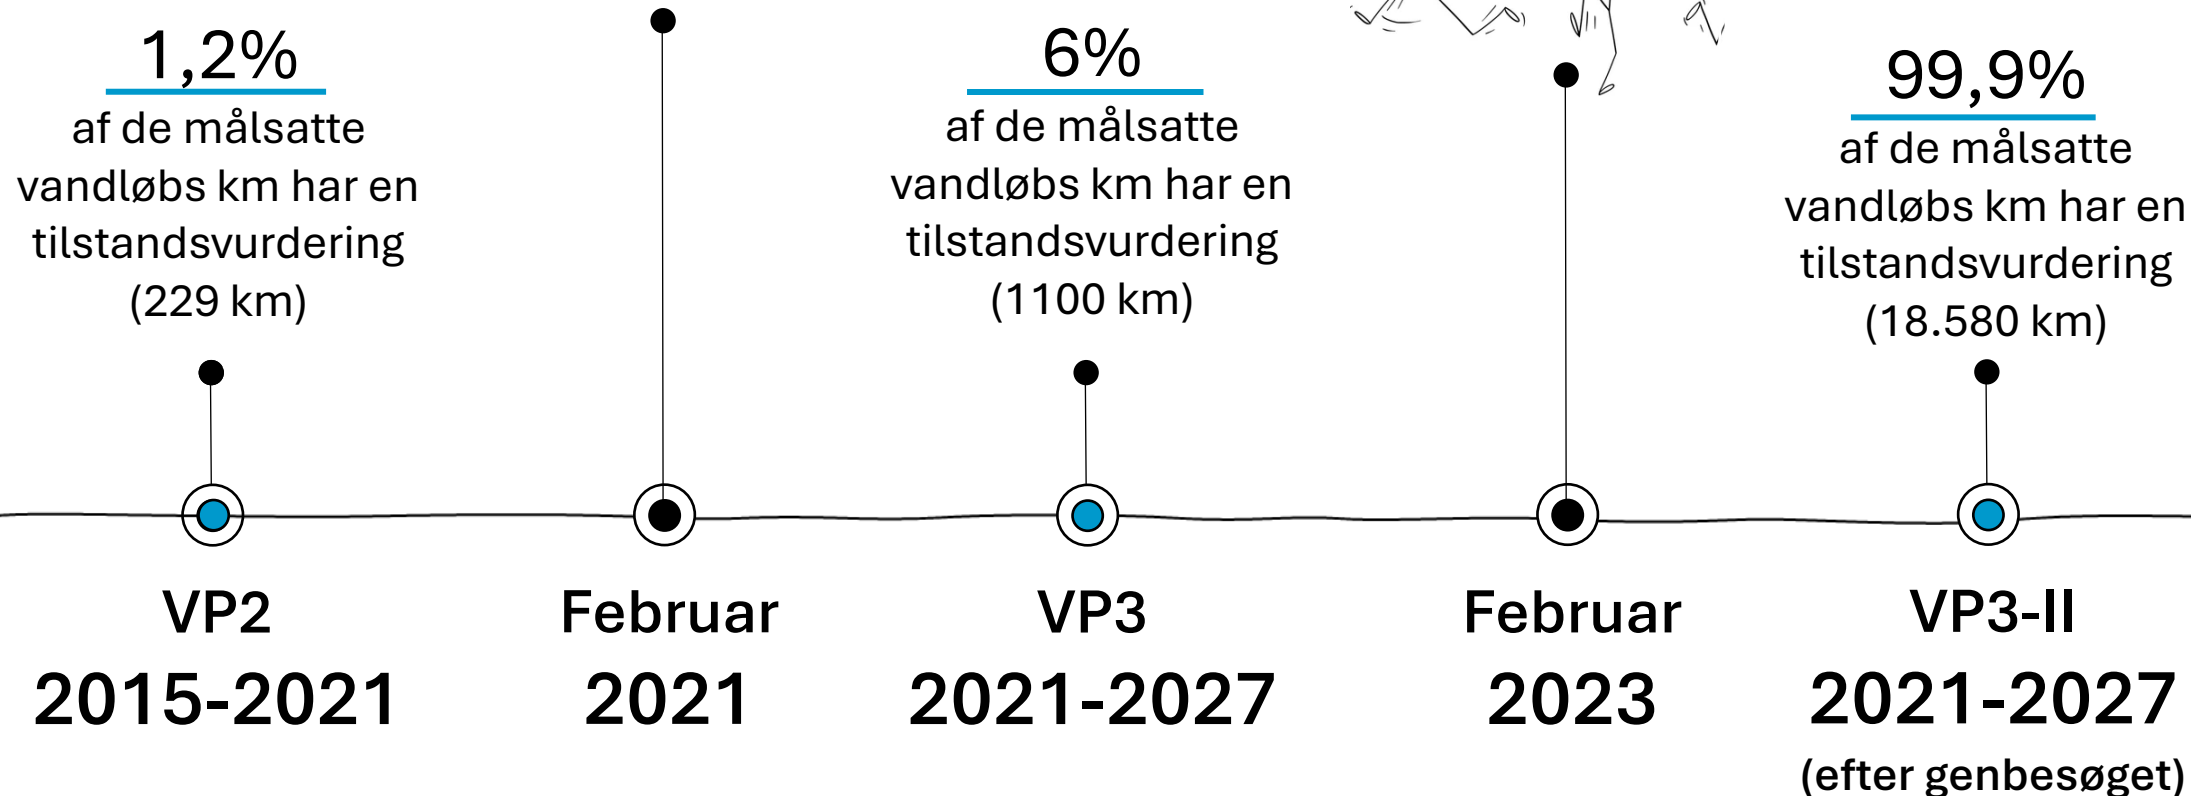 1,2%
af de målsatte
vandløbs km har en
tilstandsvurdering
(229 km)
6%
af de målsatte
vandløbs km har en
tilstandsvurdering
(1100 km)
99,9%
af de målsatte
vandløbs km har en
tilstandsvurdering
(18.580 km)
VP2
2015-2021
Februar
2021
VP3
2021-2027
Februar
2023
VP3-II
2021-2027
(efter genbesøget)